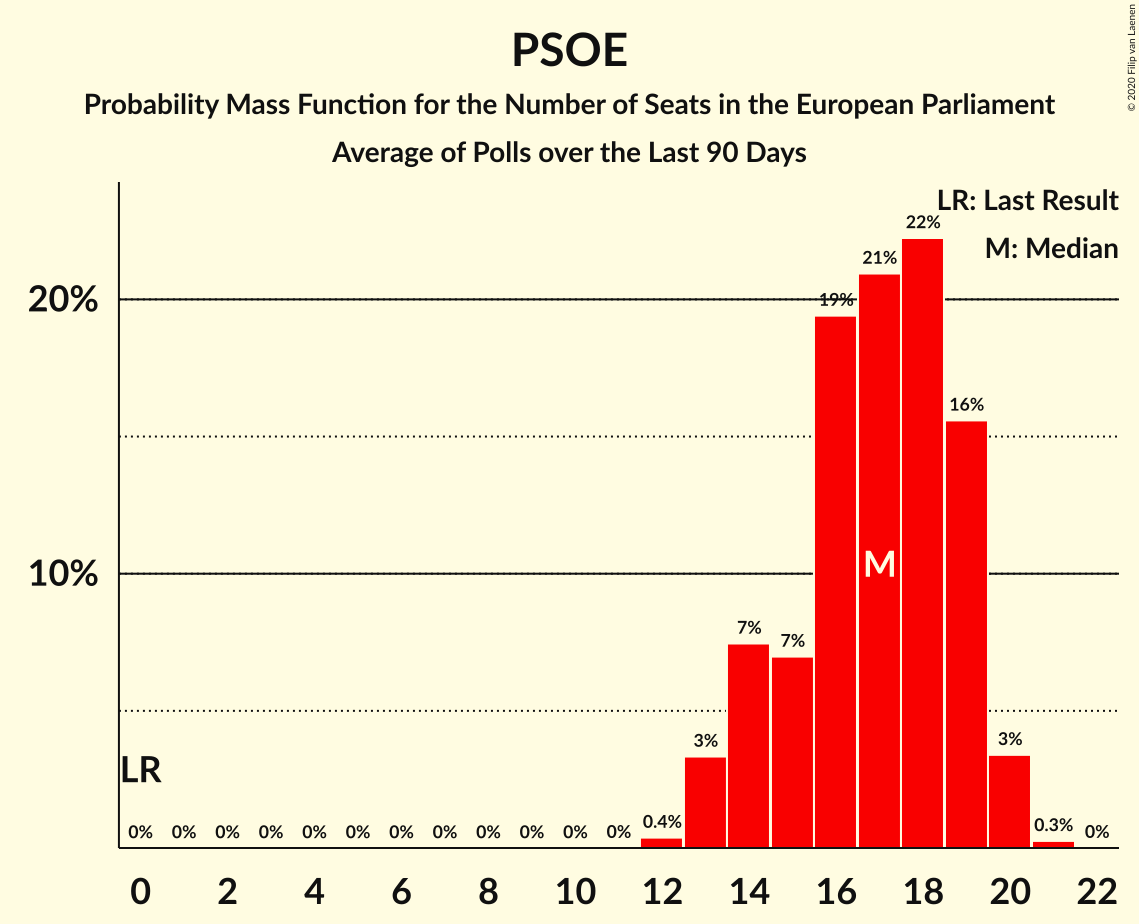 PSOE
Probability Mass Function for the Number of Seats in the European Parliament
Average of Polls over the Last 90 Days
© 2020 Filip van Laenen
LR: Last Result
M: Median
20%
10%
LR
M
0% 0% 0% 0% 0% 0% 0% 0% 0% 0% 0% 0% 0.4% 3% 7% 7% 19% 21% 22% 16% 3% 0.3% 0%
0 2 4 6 8 10 12 14 16 18 20 22